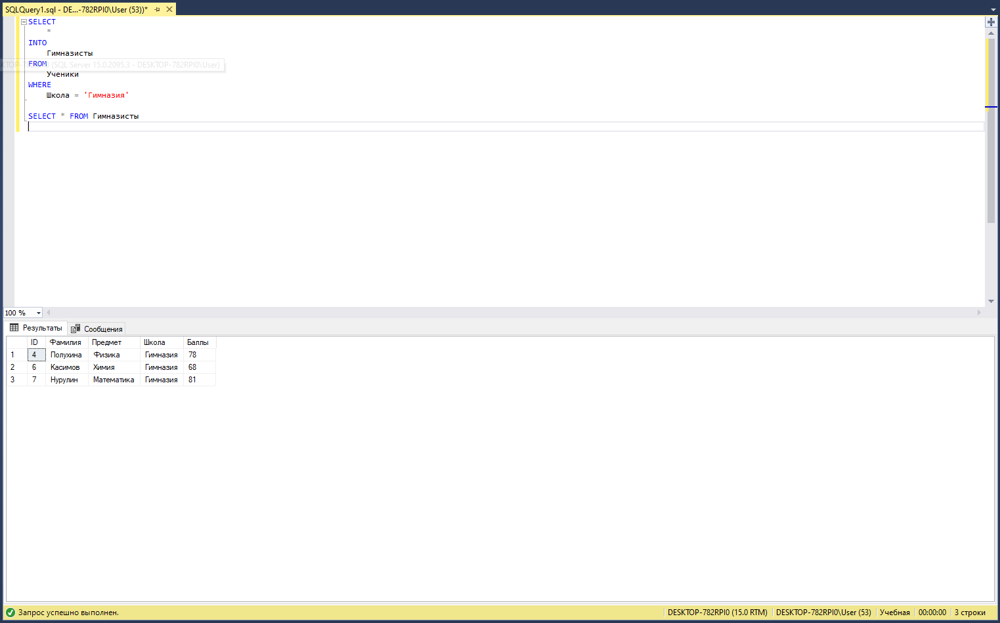 SQLQuery1.sql - DE...-782RPI0\User (53))*
SELECT
*
INTO
Гимназисты
FROM
(SQL Server 15.0.2095.3 - DESKTOP-782RPI0\User)
Ученики
WHERE
Школа = 'Гимназия'
SELECT * FROM Гимназисты
100 %
Результаты Сообщения
ID Фамилия Предмет Школа Баллы
1 4 Полухина Физика Гимназия 78
2 6 Касимов Химия Гимназия 68
3 7 Нурулин Математика Гимназия 81
Запрос успешно выполнен. DESKTOP-782RPI0 (15.0 RTM) DESKTOP-782RPI0\User (53) Учебная 00:00:00 3 строки